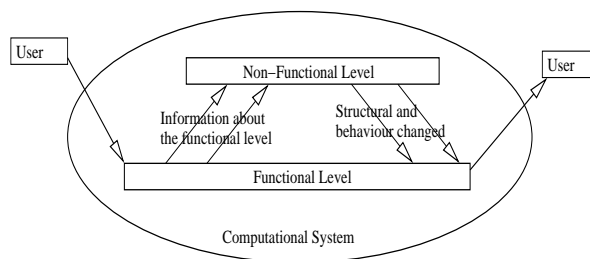 User
User
Non-Functional Level
Information about
the functional level
Structural and
behaviour changed
Functional Level
Computational System